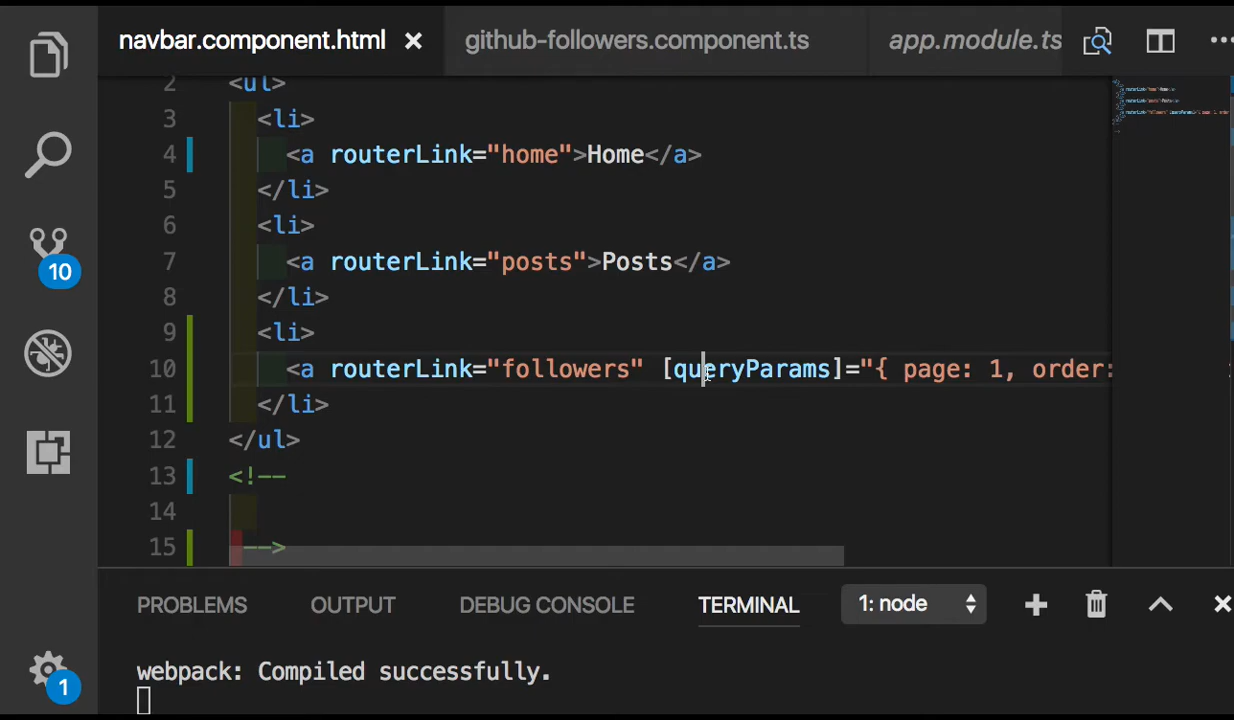 navbar.component.html ×
github-followers.component.ts
app.module.ts
2 <ul>
3 <li>
4 <a routerLink="home">Home</a>
5 </li>
6 <li>
7 <a routerLink="posts">Posts</a>
8 </li>
9 <li>
10 <a routerLink="followers" [queryParams]="{ page: 1, order:
11 </li>
12 </ul>
13 <!--
14
15 -->
10
1
PROBLEMS OUTPUT DEBUG CONSOLE TERMINAL 1: node
webpack: Compiled successfully.